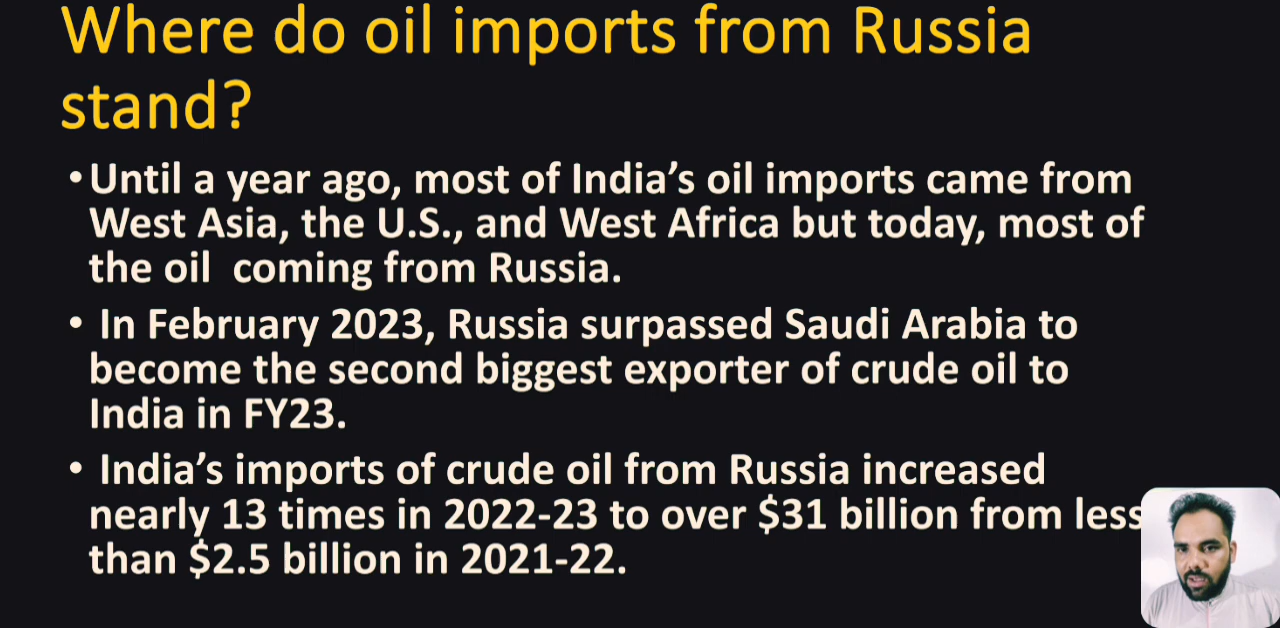 Where do oil imports from Russia
stand?
•Until a year ago, most of India’s oil imports came from
West Asia, the U.S., and West Africa but today, most of
the oil  coming from Russia.
• In February 2023, Russia surpassed Saudi Arabia to
become the second biggest exporter of crude oil to
India in FY23.
• India’s imports of crude oil from Russia increased
nearly 13 times in 2022-23 to over $31 billion from less
than $2.5 billion in 2021-22.